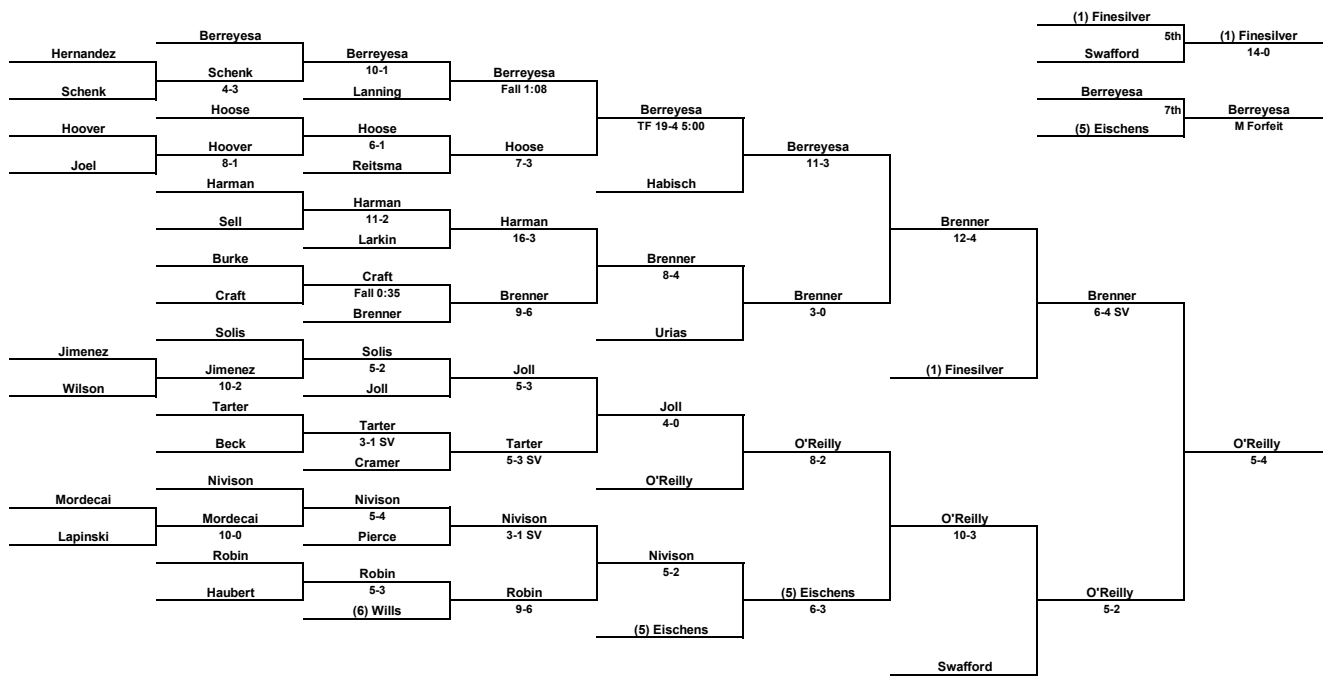 (1) Finesilver
5th
(1) Finesilver
Swafford
14-0
Berreyesa
7th
Berreyesa
(5) Eischens
M Forfeit
Hernandez
Schenk
Hoover
Joel
Jimenez
Wilson
Mordecai
Lapinski
Berreyesa
Schenk
4-3
Hoose
Hoover
8-1
Harman
Sell
Burke
Craft
Solis
Jimenez
10-2
Tarter
Beck
Nivison
Mordecai
10-0
Robin
Haubert
Berreyesa
10-1
Lanning
Hoose
6-1
Reitsma
Harman
11-2
Larkin
Craft
Fall 0:35
Brenner
Solis
5-2
Joll
Tarter
3-1 SV
Cramer
Nivison
5-4
Pierce
Robin
5-3
(6) Wills
Berreyesa
Fall 1:08
Hoose
7-3
Harman
16-3
Brenner
9-6
Joll
5-3
Tarter
5-3 SV
Nivison
3-1 SV
Robin
9-6
Berreyesa
TF 19-4 5:00
Habisch
Brenner
8-4
Urias
Joll
4-0
O'Reilly
Nivison
5-2
(5) Eischens
Berreyesa
11-3
Brenner
3-0
O'Reilly
8-2
(5) Eischens
6-3
Brenner
12-4
(1) Finesilver
O'Reilly
10-3
Swafford
Brenner
6-4 SV
O'Reilly
5-2
O'Reilly
5-4